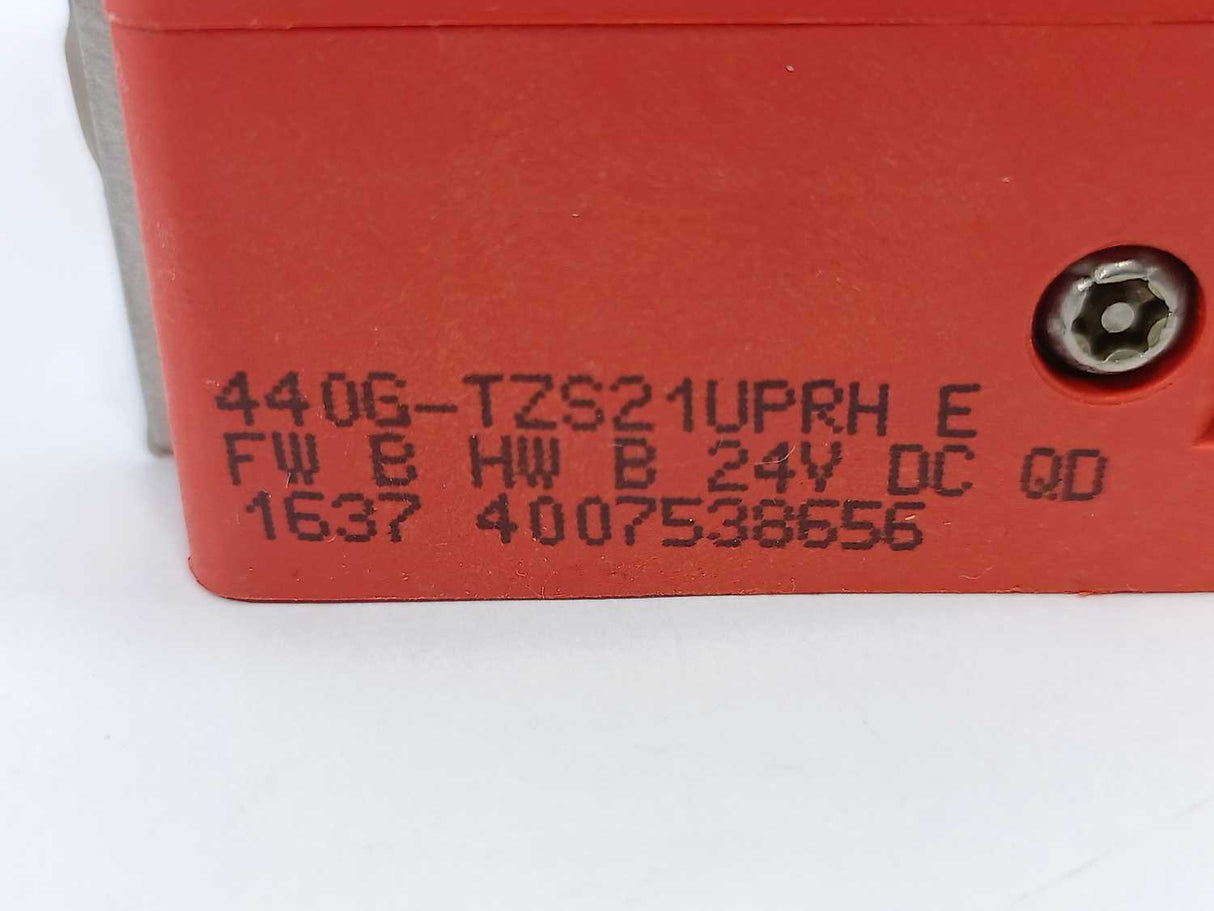 440G-TZS21UPRH E
FW B HW B 24V DC QD
1637 4007538656